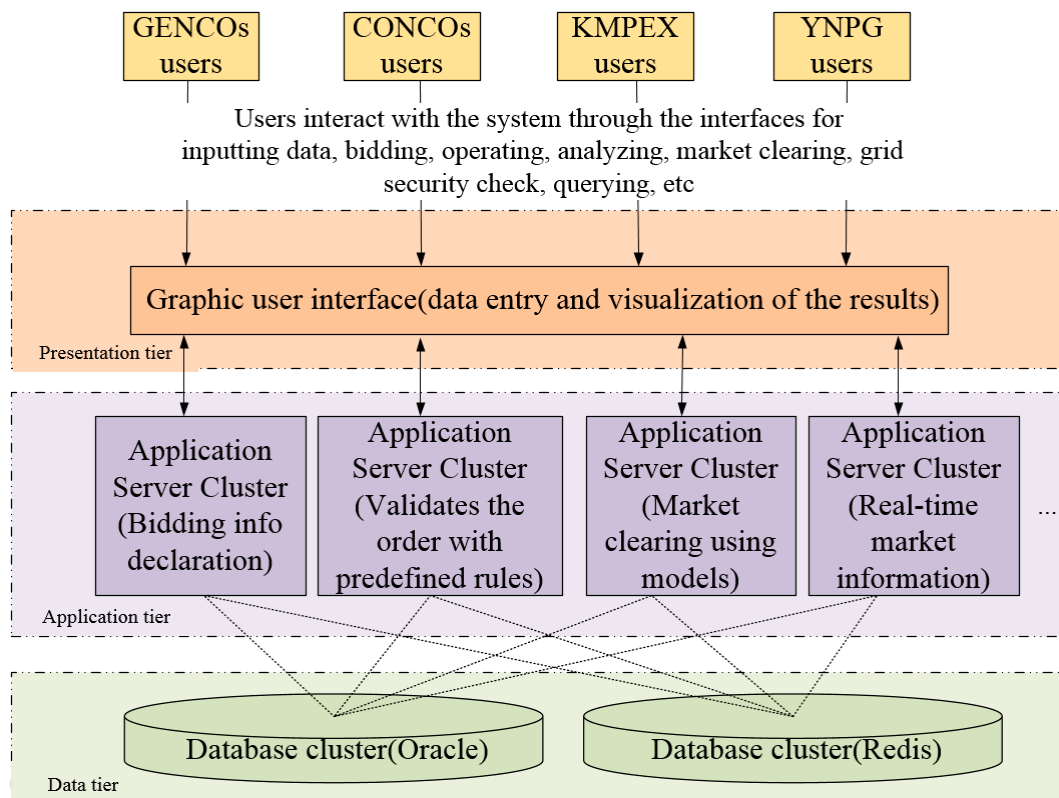 GENCOs
users
CONCOs
users
KMPEX
users
YNPG
users
Users interact with the system through the interfaces for
inputting data, bidding, operating, analyzing, market clearing, grid
security check, querying, etc
Graphic user interface(data entry and visualization of the results)
Presentation tier
Application
Server Cluster
(Bidding info
declaration)
Application
Server Cluster
(Validates the
order with
predefined rules)
Application
Server Cluster
(Market
clearing using
models)
Application
Server Cluster
(Real-time
market
information)
...
Application tier
Database cluster(Oracle)
Database cluster(Redis)
Data tier